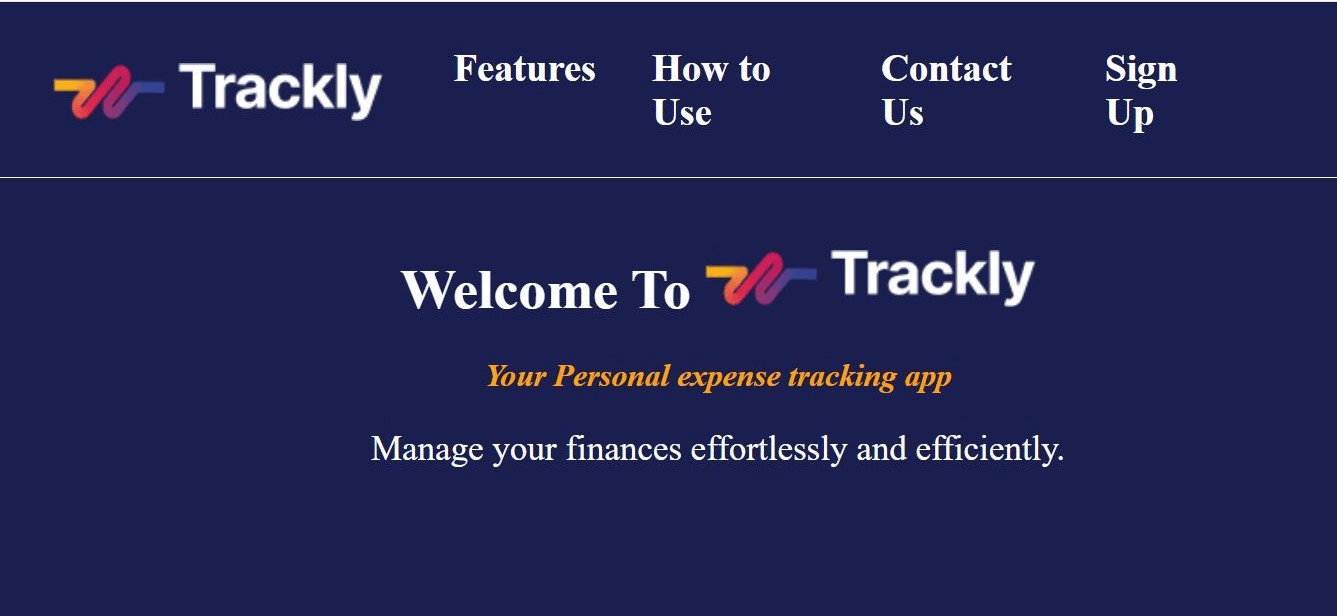 Trackly Features How to Contact Sign
Use Us Up
Welcome To Trackly
Your Personal expense tracking app
Manage your finances effortlessly and efficiently.